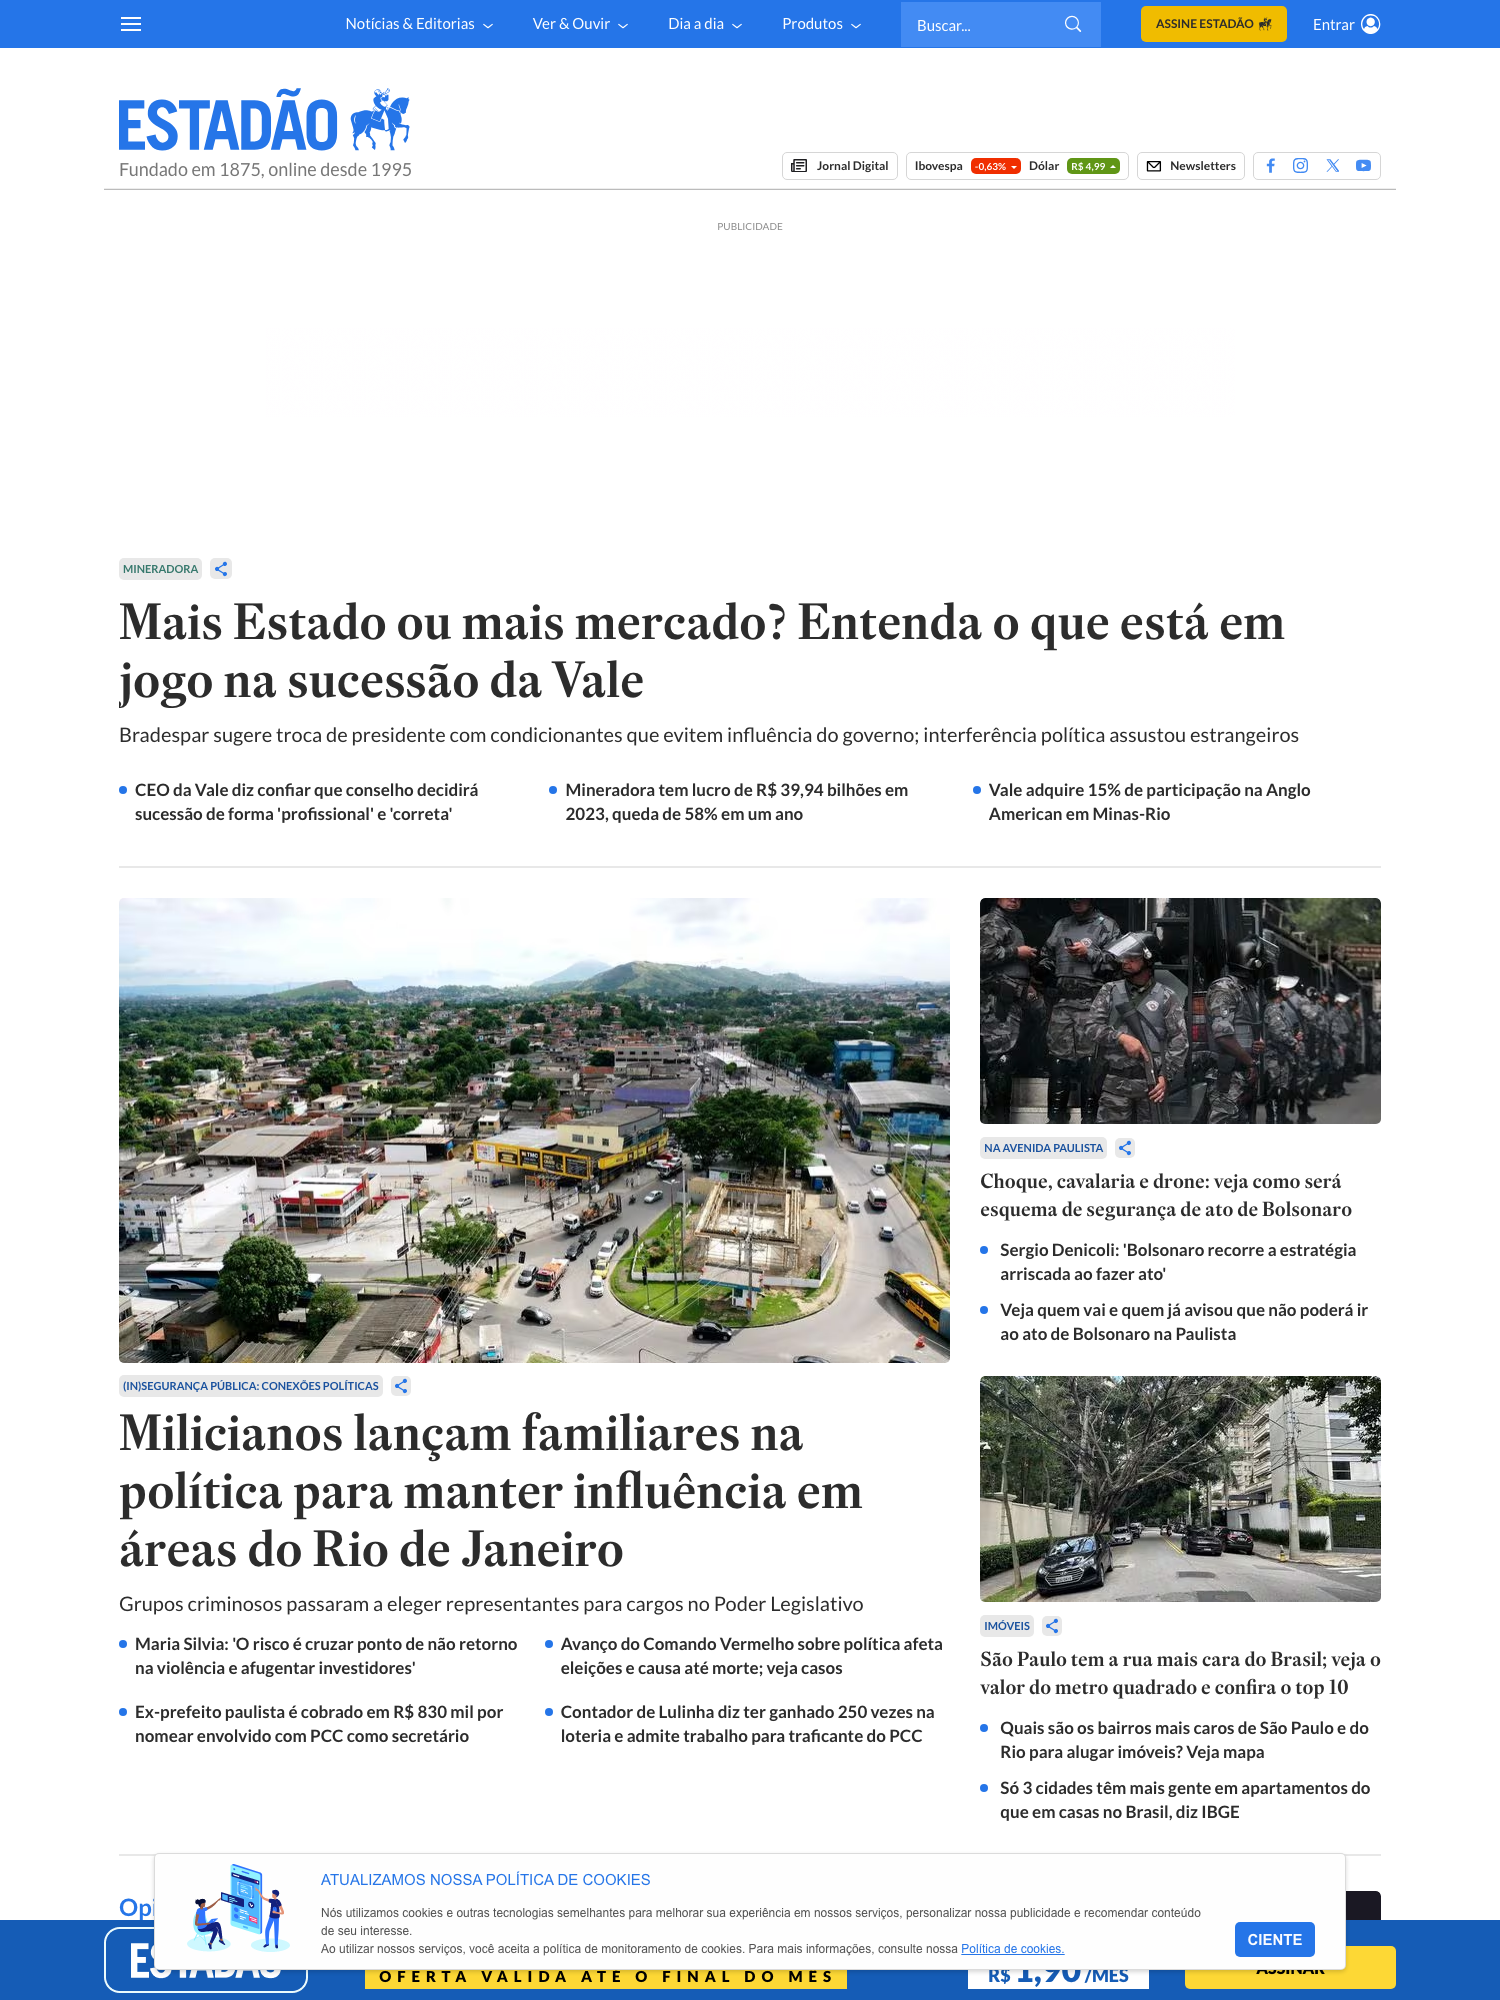 Notícias & Editorias
Ver & Ouvir
Dia a dia
Produtos
Buscar...
ASSINE ESTADÃO
Entrar
ESTADÃO
Fundado em 1875, online desde 1995
Jornal Digital
Ibovespa -0,63% Dólar R$ 4,99
Newsletters
PUBLICIDADE
MINERADORA
Mais Estado ou mais mercado? Entenda o que está em
jogo na sucessão da Vale
Bradespar sugere troca de presidente com condicionantes que evitem influência do governo; interferência política assustou estrangeiros
CEO da Vale diz confiar que conselho decidirá
sucessão de forma 'profissional' e 'correta'
Mineradora tem lucro de R$ 39,94 bilhões em
2023, queda de 58% em um ano
Vale adquire 15% de participação na Anglo
American em Minas-Rio
(IN)SEGURANÇA PÚBLICA: CONEXÕES POLÍTICAS
Milicianos lançam familiares na
política para manter influência em
áreas do Rio de Janeiro
Grupos criminosos passaram a eleger representantes para cargos no Poder Legislativo
Maria Silvia: 'O risco é cruzar ponto de não retorno
na violência e afugentar investidores'
Avanço do Comando Vermelho sobre política afeta
eleições e causa até morte; veja casos
Ex-prefeito paulista é cobrado em R$ 830 mil por
nomear envolvido com PCC como secretário
Contador de Lulinha diz ter ganhado 250 vezes na
loteria e admite trabalho para traficante do PCC
NA AVENIDA PAULISTA
Choque, cavalaria e drone: veja como será
esquema de segurança de ato de Bolsonaro
Sergio Denicoli: 'Bolsonaro recorre a estratégia
arriscada ao fazer ato'
Veja quem vai e quem já avisou que não poderá ir
ao ato de Bolsonaro na Paulista
IMÓVEIS
São Paulo tem a rua mais cara do Brasil; veja o
valor do metro quadrado e confira o top 10
Quais são os bairros mais caros de São Paulo e do
Rio para alugar imóveis? Veja mapa
Só 3 cidades têm mais gente em apartamentos do
que em casas no Brasil, diz IBGE
ATUALIZAMOS NOSSA POLÍTICA DE COOKIES
Nós utilizamos cookies e outras tecnologias semelhantes para melhorar sua experiência em nossos serviços, personalizar nossa publicidade e recomendar conteúdo
de seu interesse.
Ao utilizar nossos serviços, você aceita a política de monitoramento de cookies. Para mais informações, consulte nossa Política de cookies.
CIENTE
ESTADÃO
OFERTA VÁLIDA ATÉ O FINAL DO MÊS
R$ 1,90/MÊS
ASSINAR